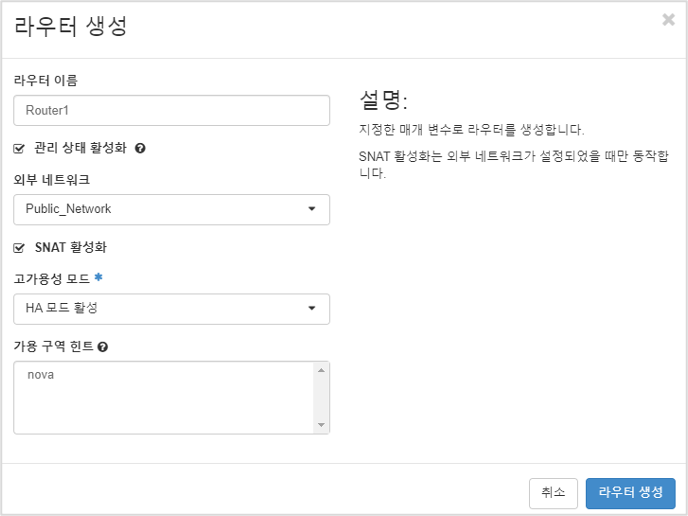 라우터 생성
×
라우터 이름
Router1
관리 상태 활성화
외부 네트워크
Public_Network
SNAT 활성화
고가용성 모드 *
HA 모드 활성
가용 구역 힌트
nova
설명:
지정한 매개 변수로 라우터를 생성합니다.
SNAT 활성화는 외부 네트워크가 설정되었을 때만 동작합
니다.
취소
라우터 생성